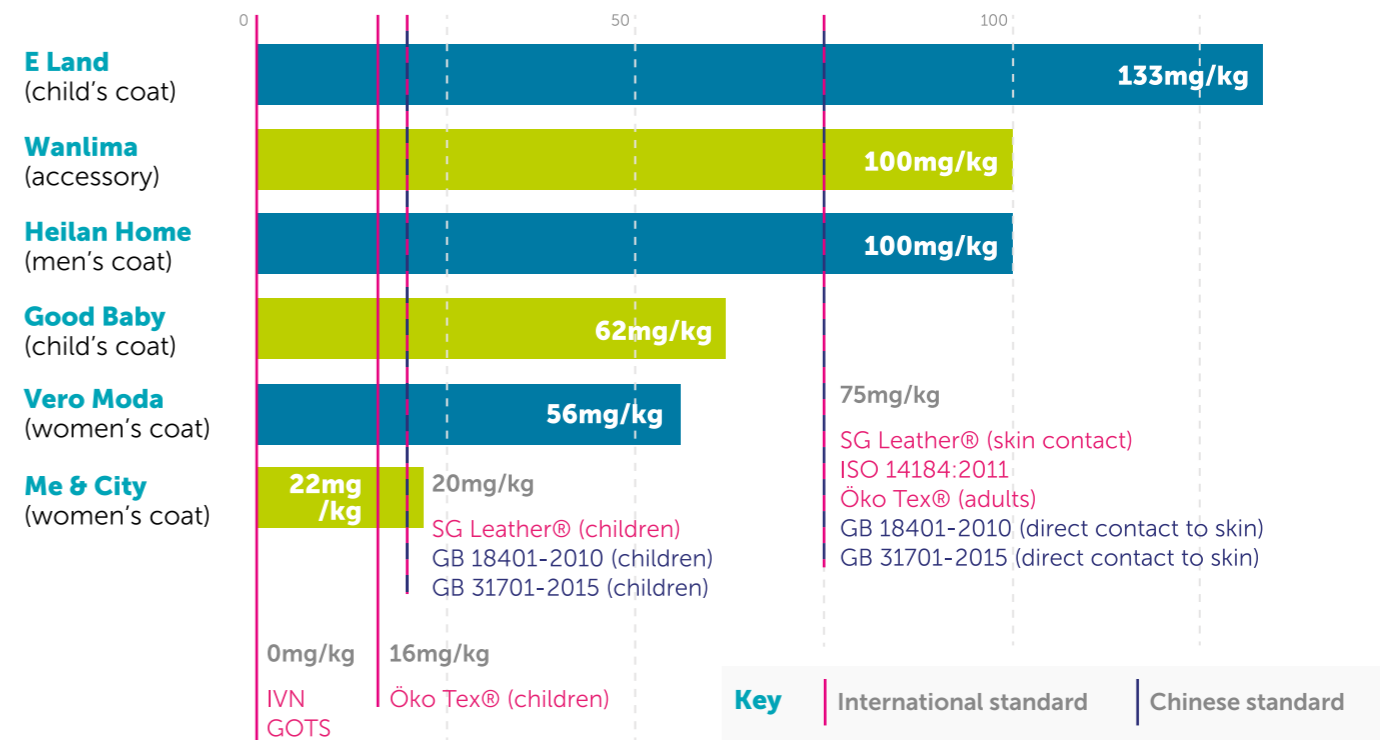 0
50
100
E Land
(child's coat)
133mg/kg
Wanlima
(accessory)
100mg/kg
Heilan Home
(men's coat)
100mg/kg
Good Baby
(child's coat)
62mg/kg
Vero Moda
(women's coat)
56mg/kg
Me & City
(women's coat)
22mg
/kg
75mg/kg
SG Leather® (skin contact)
ISO 14184:2011
Öko Tex® (adults)
GB 18401-2010 (direct contact to skin)
GB 31701-2015 (direct contact to skin)
20mg/kg
SG Leather® (children)
GB 18401-2010 (children)
GB 31701-2015 (children)
0mg/kg
IVN
GOTS
16mg/kg
Öko Tex® (children)
Key
International standard
Chinese standard